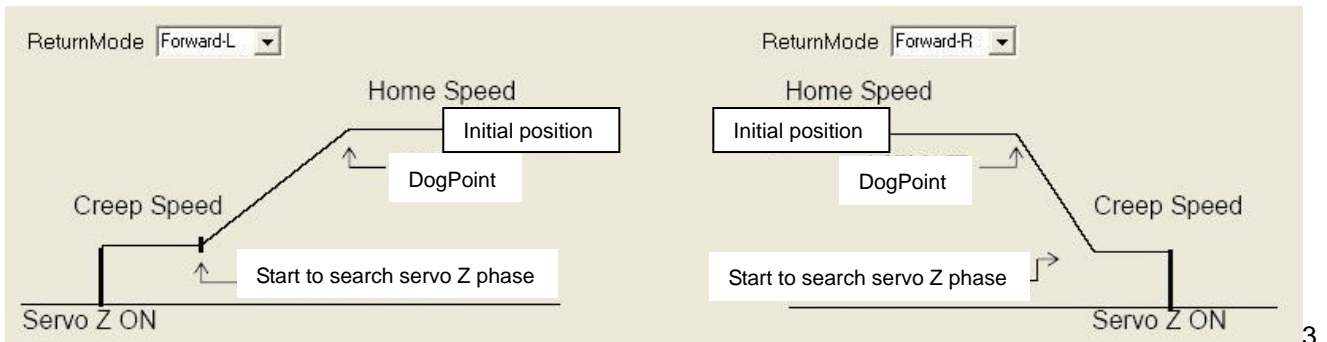 ReturnMode Forward-L
Home Speed
Initial position
DogPoint
Creep Speed
Start to search servo Z phase
Servo Z ON
ReturnMode Forward-R
Home Speed
Initial position
DogPoint
Creep Speed
Start to search servo Z phase
Servo Z ON
3